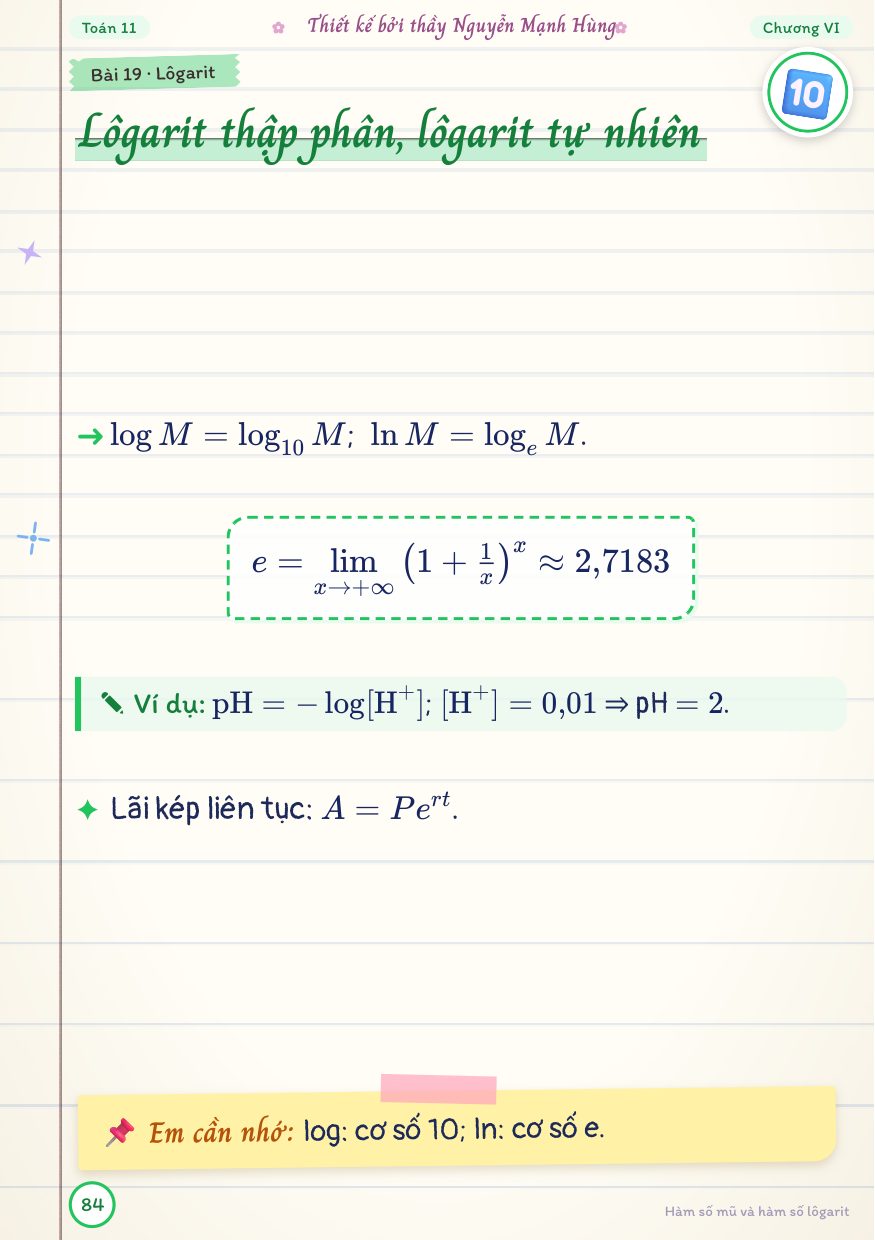 Toán 11
Thiết kế bởi thầy Nguyễn Mạnh Hùng
Chương VI
Bài 19 · Lôgarit
10
Lôgarit thập phân, lôgarit tự nhiên
→ log M = log₁₀ M; ln M = logₑ M.
e = lim_{x→+∞} (1 + 1/x)^x ≈ 2,7183
Ví dụ: pH = − log[H⁺]; [H⁺] = 0,01 ⇒ pH = 2.
Lãi kép liên tục: A = Pe^{rt}.
Em cần nhớ: log: cơ số 10; ln: cơ số e.
84
Hàm số mũ và hàm số lôgarit